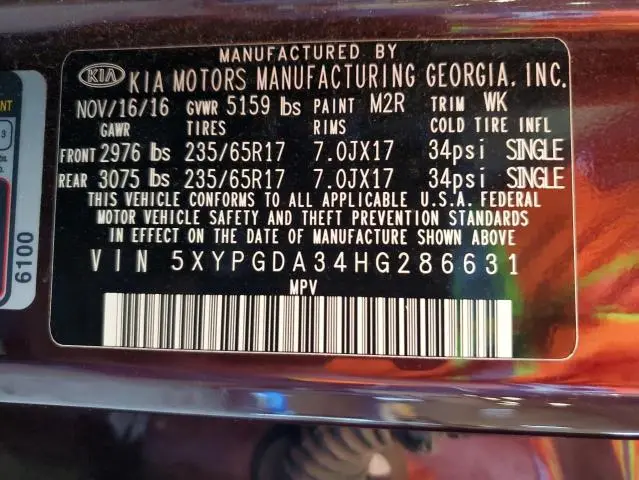 MANUFACTURED BY
KIA KIA MOTORS MANUFACTURING GEORGIA, INC.
NOV/16/16 GVWR 5159 lbs PAINT M2R TRIM WK
GAWR TIRES RIMS COLD TIRE INFL
FRONT 2976 lbs 235/65R17 7.0JX17 34psi SINGLE
REAR 3075 lbs 235/65R17 7.0JX17 34psi SINGLE
THIS VEHICLE CONFORMS TO ALL APPLICABLE U.S.A. FEDERAL
MOTOR VEHICLE SAFETY AND THEFT PREVENTION STANDARDS
IN EFFECT ON THE DATE OF MANUFACTURE SHOWN ABOVE.
VIN 5XYPGDA34HG286631
MPV
3
6100